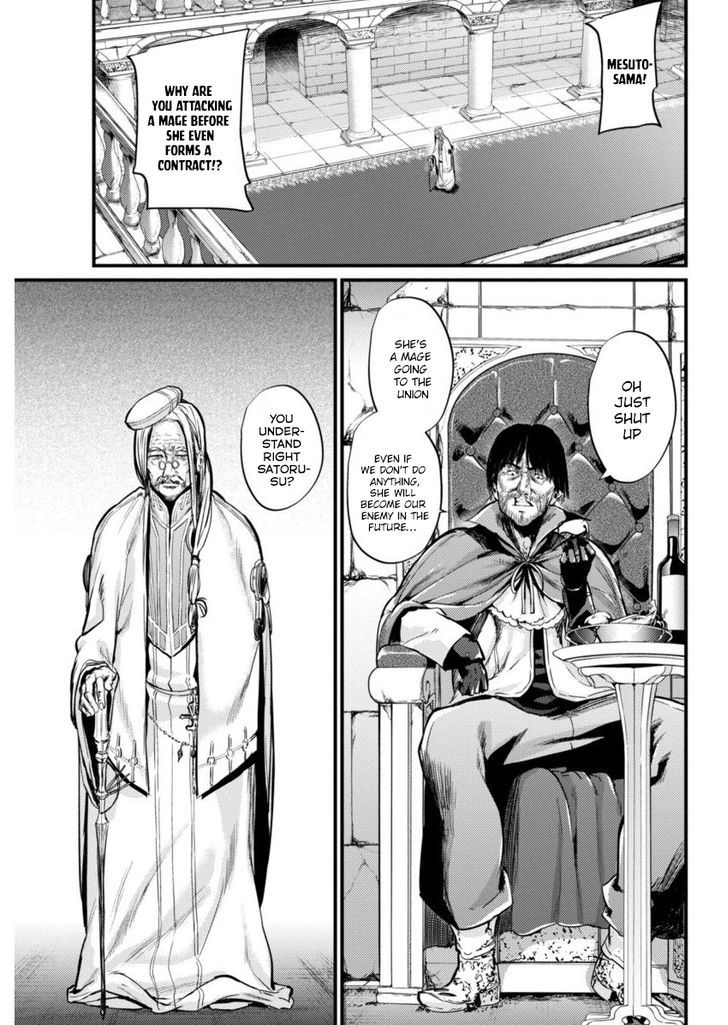 MESUTO-
SAMA!
WHY ARE
YOU ATTACKING
A MAGE BEFORE
SHE EVEN
FORMS A
CONTRACT!?
OH
JUST
SHUT
UP
SHE'S
A MAGE
GOING
TO THE
UNION
EVEN IF
WE DON'T DO
ANYTHING,
SHE WILL
BECOME OUR
ENEMY IN THE
FUTURE...
YOU
UNDER-
STAND
RIGHT
SATORU-
SU?